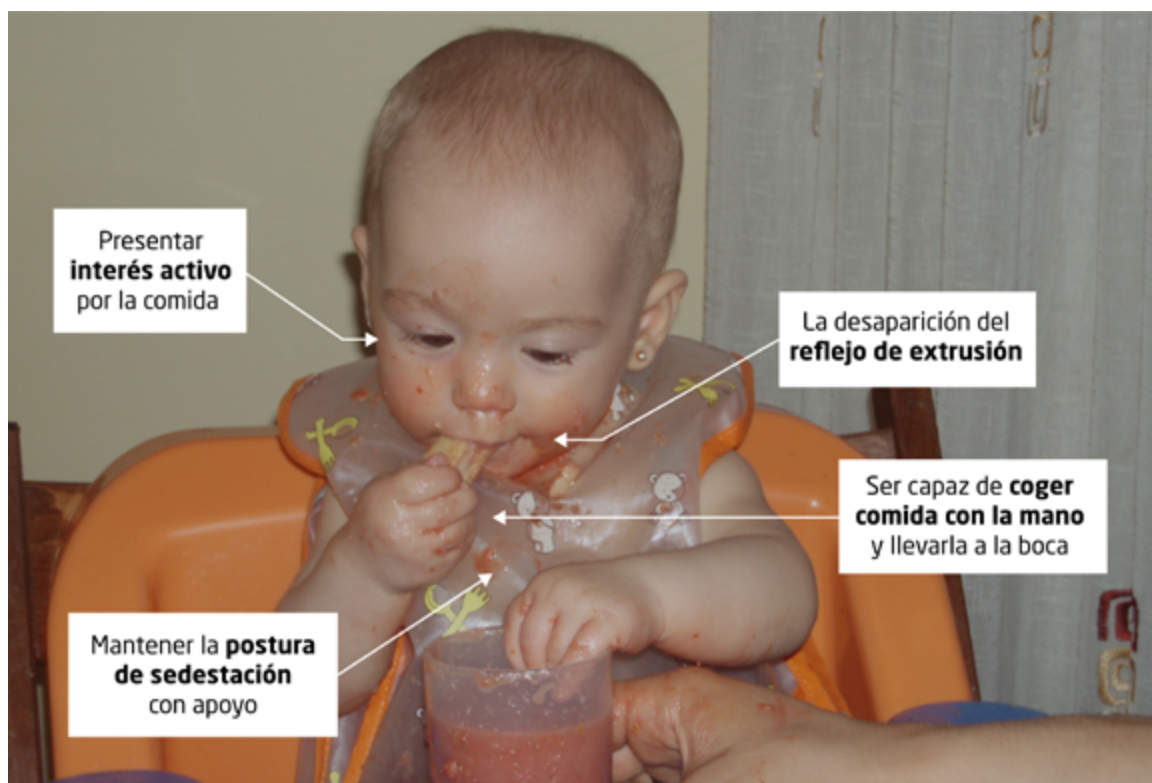 Presentar
interés activo
por la comida
La desaparición del
reflejo de extrusión
Ser capaz de coger
comida con la mano
y llevarla a la boca
Mantener la postura
de sedestación
con apoyo